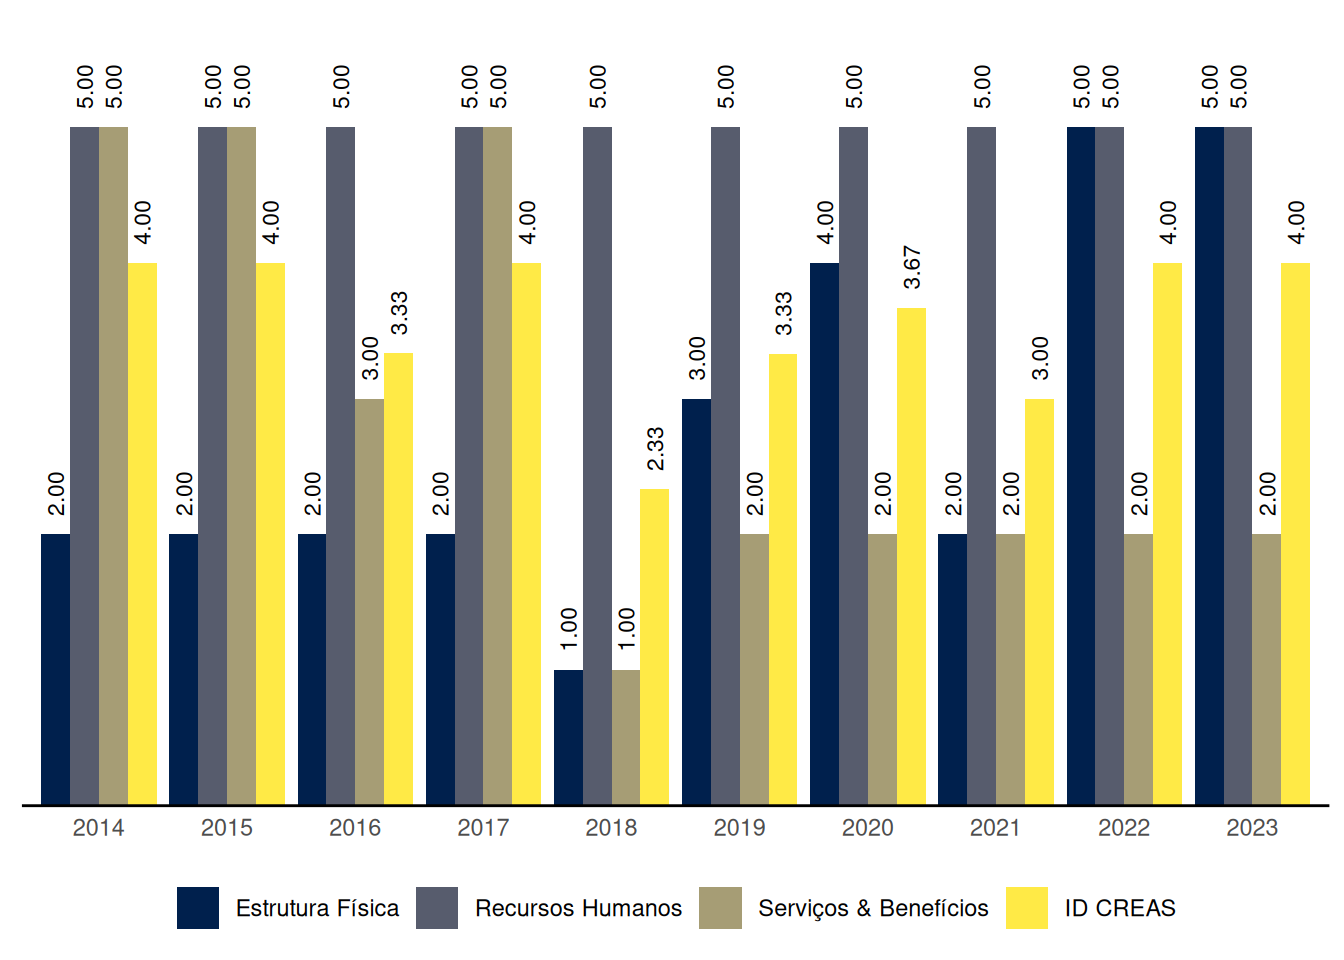 5.00 5.00 5.00 5.00 5.00 5.00 5.00 5.00 5.00 5.00 5.00 5.00 5.00 5.00 5.00
4.00 4.00 4.00 4.00 4.00 4.00
3.67
3.33 3.33
3.00 3.00 3.00
2.33
2.00 2.00 2.00 2.00 2.00 2.00 2.00 2.00 2.00 2.00
1.00 1.00
2014 2015 2016 2017 2018 2019 2020 2021 2022 2023
Estrutura Física Recursos Humanos Serviços & Benefícios ID CREAS